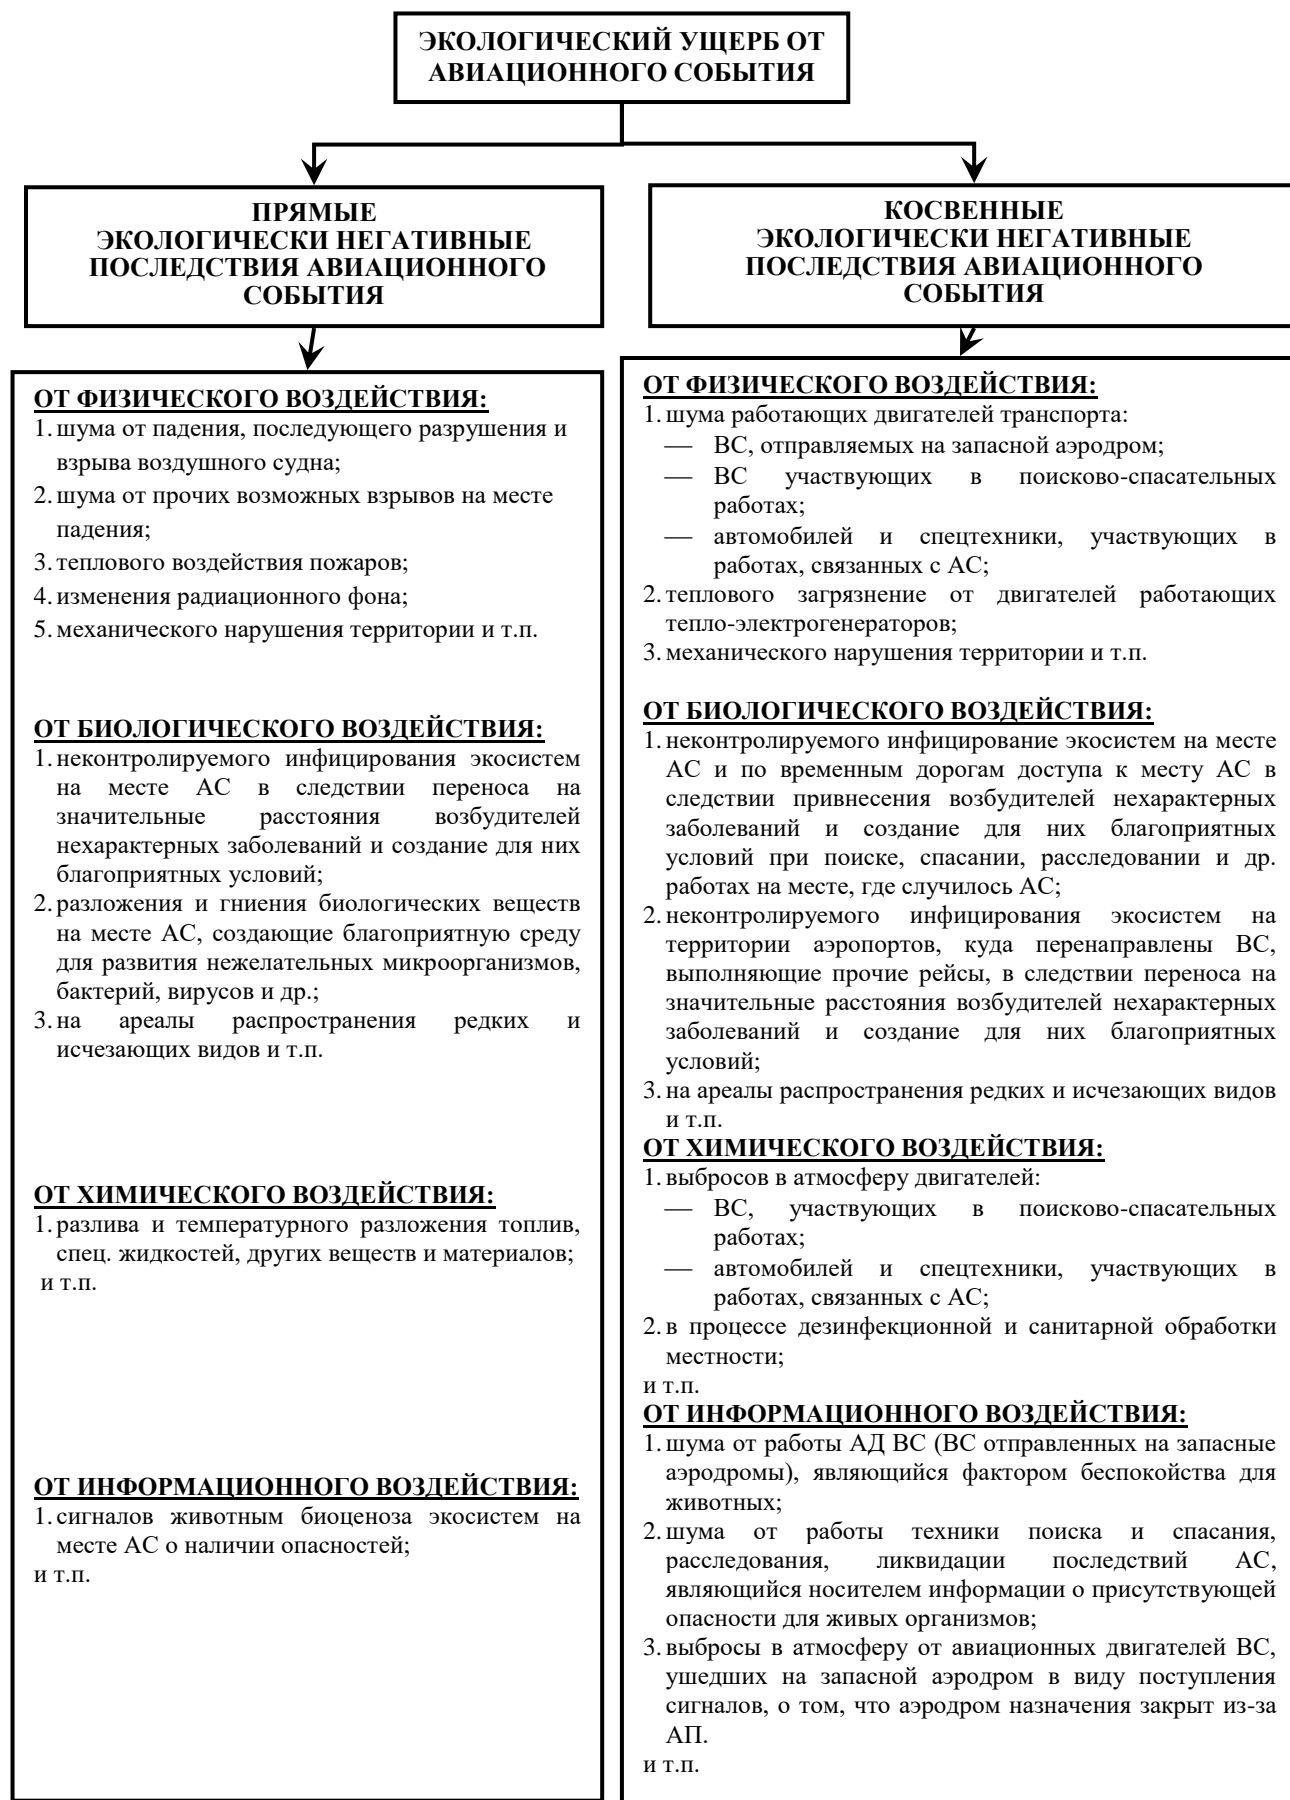 ЭКОЛОГИЧЕСКИЙ УЩЕРБ ОТ
АВИАЦИОННОГО СОБЫТИЯ
ПРЯМЫЕ
ЭКОЛОГИЧЕСКИ НЕГАТИВНЫЕ
ПОСЛЕДСТВИЯ АВИАЦИОННОГО
СОБЫТИЯ
ОТ ФИЗИЧЕСКОГО ВОЗДЕЙСТВИЯ:
1. шума от падения, последующего разрушения и
взрыва воздушного судна;
2. шума от прочих возможных взрывов на месте
падения;
3. теплового воздействия пожаров;
4. изменения радиационного фона;
5. механического нарушения территории и т.п.
ОТ БИОЛОГИЧЕСКОГО ВОЗДЕЙСТВИЯ:
1. неконтролируемого инфицирования экосистем
на месте АС в следствии переноса на
значительные расстояния возбудителей
нехарактерных заболеваний и создание для них
благоприятных условий;
2. разложения и гниения биологических веществ
на месте АС, создающие благоприятную среду
для развития нежелательных микроорганизмов,
бактерий, вирусов и др.;
3. на ареалы распространения редких и
исчезающих видов и т.п.
ОТ ХИМИЧЕСКОГО ВОЗДЕЙСТВИЯ:
1. разлива и температурного разложения топлив,
спец. жидкостей, других веществ и материалов;
и т.п.
ОТ ИНФОРМАЦИОННОГО ВОЗДЕЙСТВИЯ:
1. сигналов животным биоценоза экосистем на
месте АС о наличии опасностей;
и т.п.
КОСВЕННЫЕ
ЭКОЛОГИЧЕСКИ НЕГАТИВНЫЕ
ПОСЛЕДСТВИЯ АВИАЦИОННОГО
СОБЫТИЯ
ОТ ФИЗИЧЕСКОГО ВОЗДЕЙСТВИЯ:
1. шума работающих двигателей транспорта:
— ВС, отправляемых на запасной аэродром;
— ВС участвующих в поисково-спасательных
работах;
— автомобилей и спецтехники, участвующих в
работах, связанных с АС;
2. теплового загрязнение от двигателей работающих
тепло-электрогенераторов;
3. механического нарушения территории и т.п.
ОТ БИОЛОГИЧЕСКОГО ВОЗДЕЙСТВИЯ:
1. неконтролируемого инфицирование экосистем на месте
АС и по временным дорогам доступа к месту АС в
следствии привнесения возбудителей нехарактерных
заболеваний и создание для них благоприятных
условий при поиске, спасании, расследовании и др.
работах на месте, где случилось АС;
2. неконтролируемого инфицирования экосистем на
территории аэропортов, куда перенаправлены ВС,
выполняющие прочие рейсы, в следствии переноса на
значительные расстояния возбудителей нехарактерных
заболеваний и создание для них благоприятных
условий;
3. на ареалы распространения редких и исчезающих видов
и т.п.
ОТ ХИМИЧЕСКОГО ВОЗДЕЙСТВИЯ:
1. выбросов в атмосферу двигателей:
— ВС, участвующих в поисково-спасательных
работах;
— автомобилей и спецтехники, участвующих в
работах, связанных с АС;
2. в процессе дезинфекционной и санитарной обработки
местности;
и т.п.
ОТ ИНФОРМАЦИОННОГО ВОЗДЕЙСТВИЯ:
1. шума от работы АД ВС (ВС отправленных на запасные
аэродромы), являющийся фактором беспокойства для
животных;
2. шума от работы техники поиска и спасания,
расследования, ликвидации последствий АС,
являющийся носителем информации о присутствующей
опасности для живых организмов;
3. выбросы в атмосферу от авиационных двигателей ВС,
ушедших на запасной аэродром в виду поступления
сигналов, о том, что аэродром назначения закрыт из-за
АП.
и т.п.